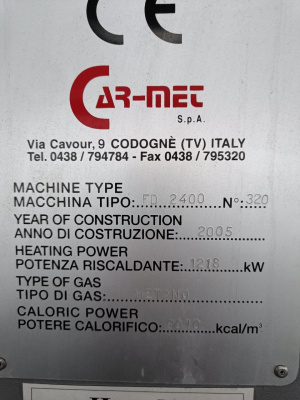 CE
CAR-MET
S.p.A.
Via Cavour, 9 CODOGNÈ (TV) ITALY
Tel. 0438 / 794784 - Fax 0438 / 795320
MACHINE TYPE
MACCHINA TIPO: FD 2400 N°: 320
YEAR OF CONSTRUCTION
ANNO DI COSTRUZIONE: 2005
HEATING POWER
POTENZA RISCALDANTE: 1218 kW
TYPE OF GAS
TIPO DI GAS:
CALORIC POWER
POTERE CALORIFICO: kcal/m³